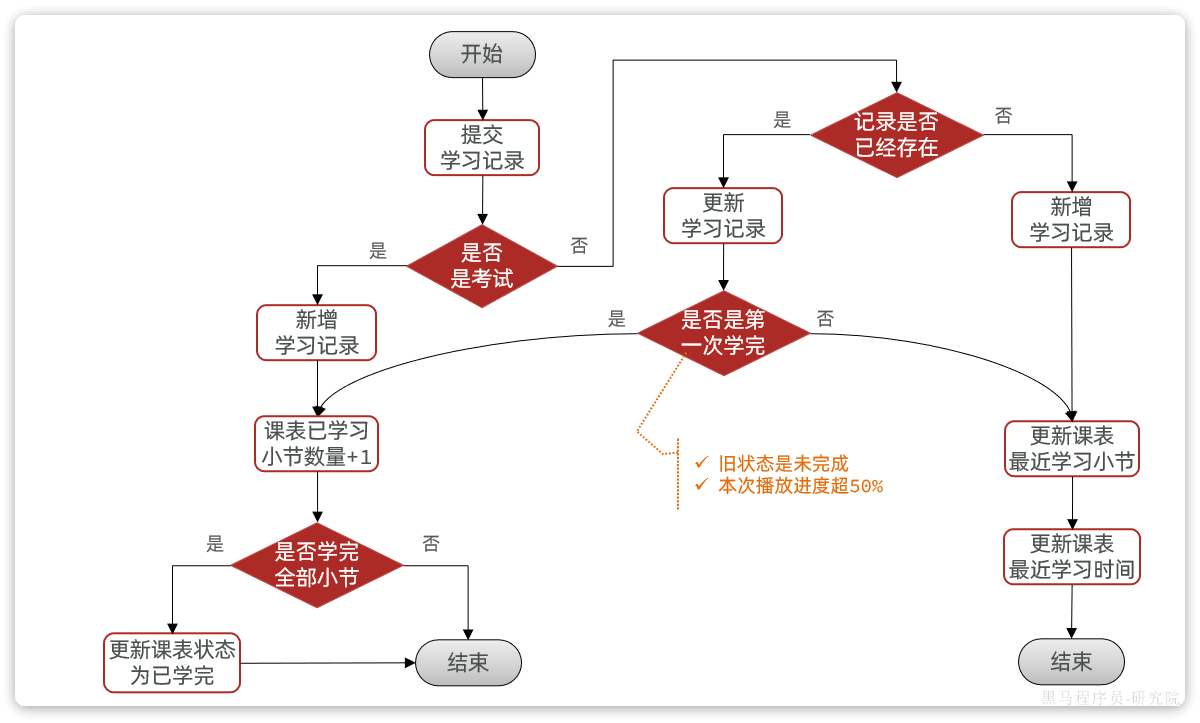 开始
提交
学习记录
是否
是考试
是
否
新增
学习记录
记录是否
已经存在
是
否
更新
学习记录
新增
学习记录
是否是第
一次学完
是
否
旧状态是未完成
本次播放进度超50%
课表已学习
小节数量+1
是否学完
全部小节
是
否
更新课表状态
为已学完
结束
更新课表
最近学习小节
更新课表
最近学习时间
结束
黑马程序员-研究院